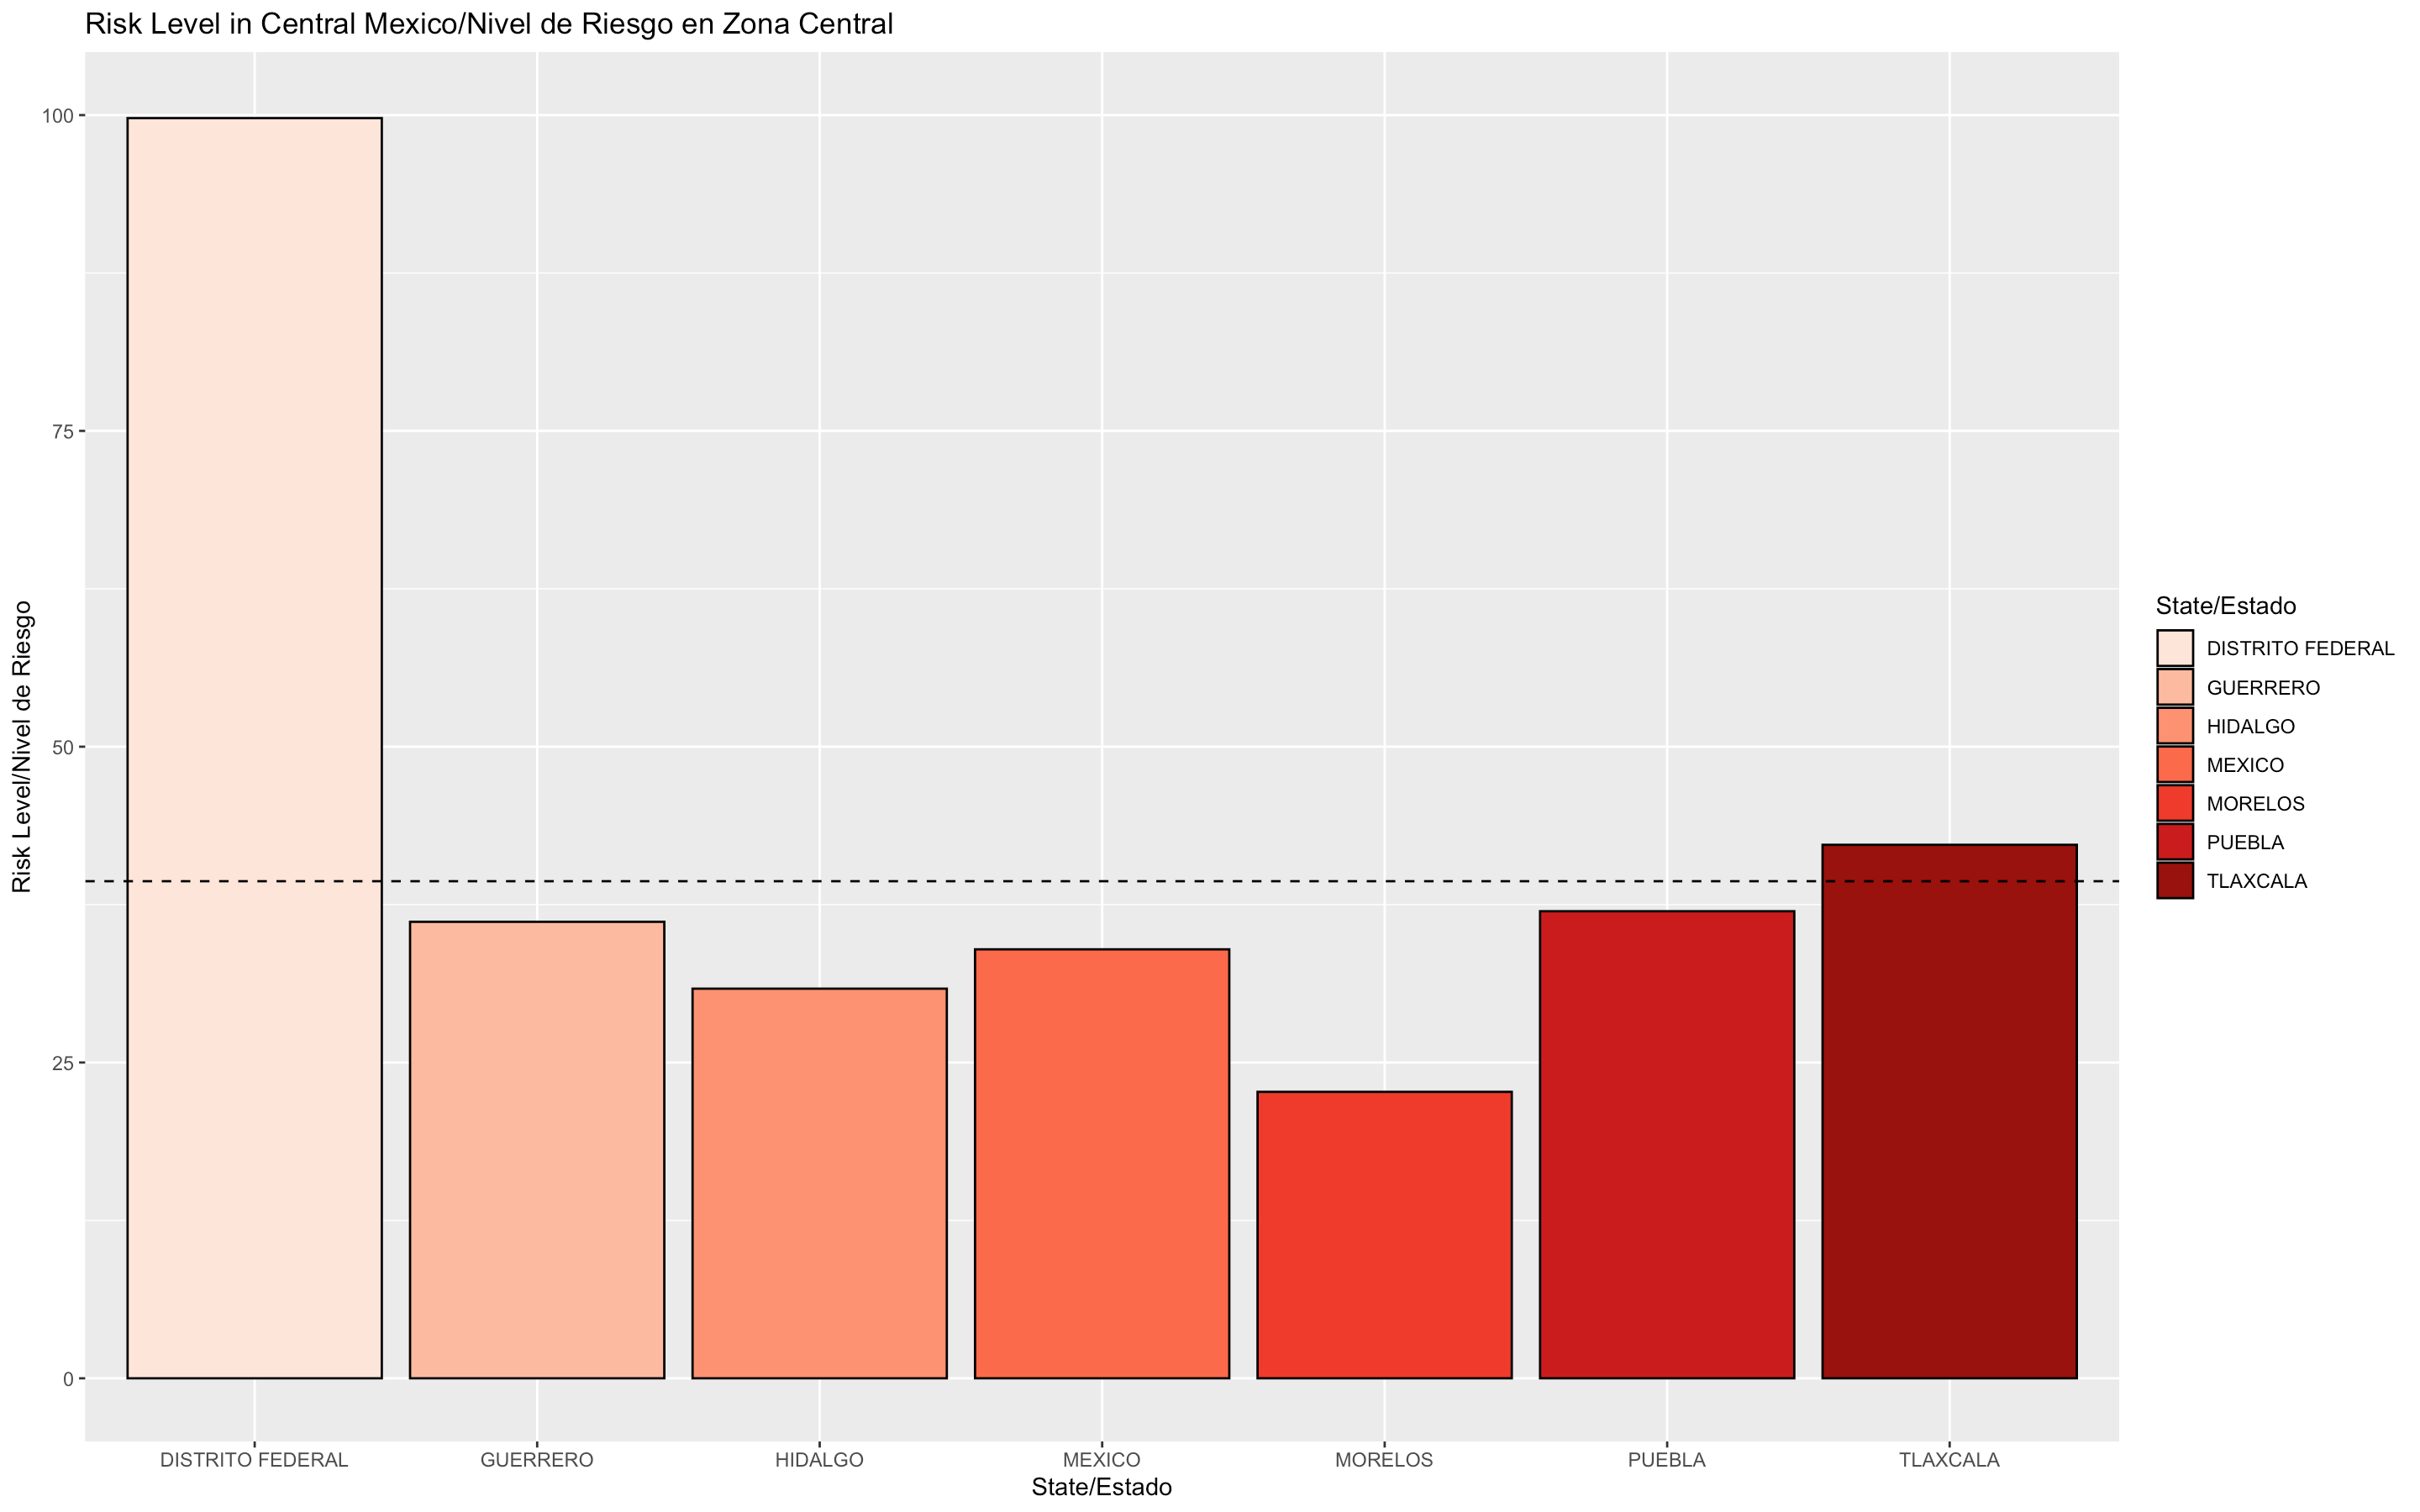 Risk Level in Central Mexico/Nivel de Riesgo en Zona Central
Risk Level/Nivel de Riesgo
100
75
50
25
0
DISTRITO FEDERAL
GUERRERO
HIDALGO
MEXICO
MORELOS
PUEBLA
TLAXCALA
State/Estado
State/Estado
DISTRITO FEDERAL
GUERRERO
HIDALGO
MEXICO
MORELOS
PUEBLA
TLAXCALA